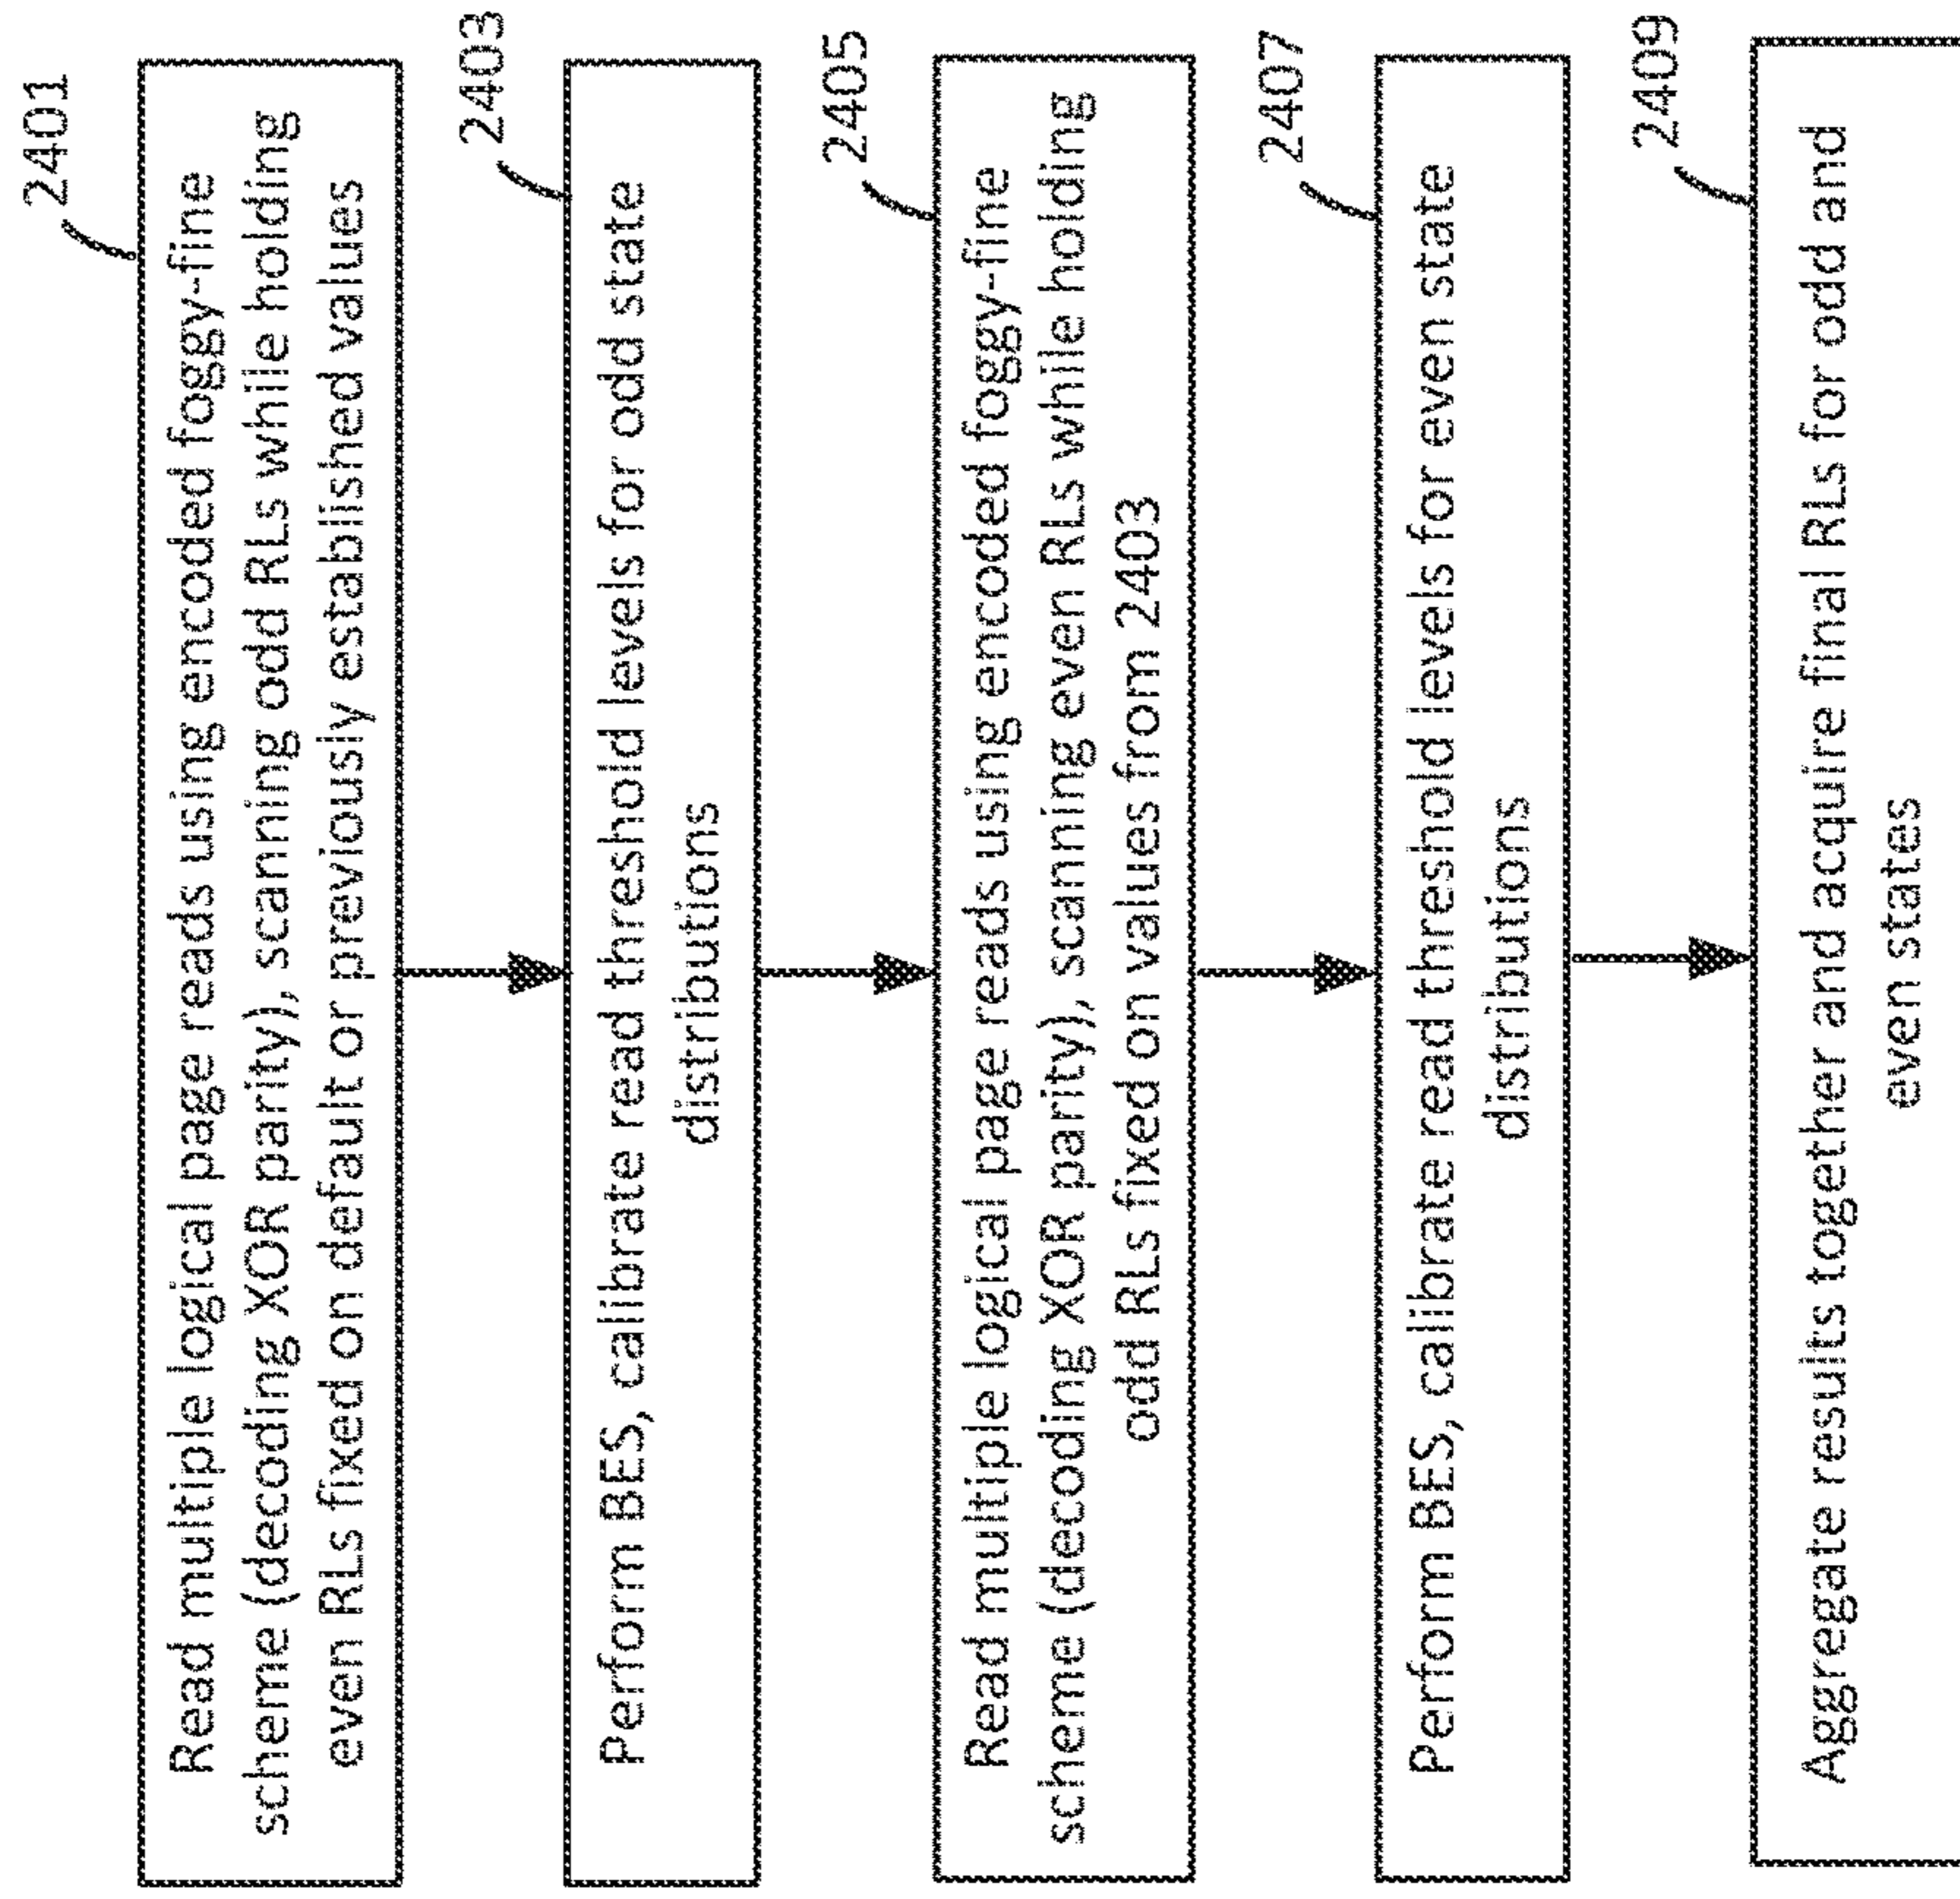 2401
Read multiple logical page reads using encoded foggy-fine
scheme (decoding XOR parity), scanning odd RLs while holding
even RLs fixed on default or previously established values
2403
Perform BES, calibrate read threshold levels for odd state
distributions
2405
Read multiple logical page reads using encoded foggy-fine
scheme (decoding XOR parity), scanning even RLs while holding
odd RLs fixed on values from 2403
2407
Perform BES, calibrate read threshold levels for even state
distributions
2409
Aggregate results together and acquire final RLs for odd and
even states